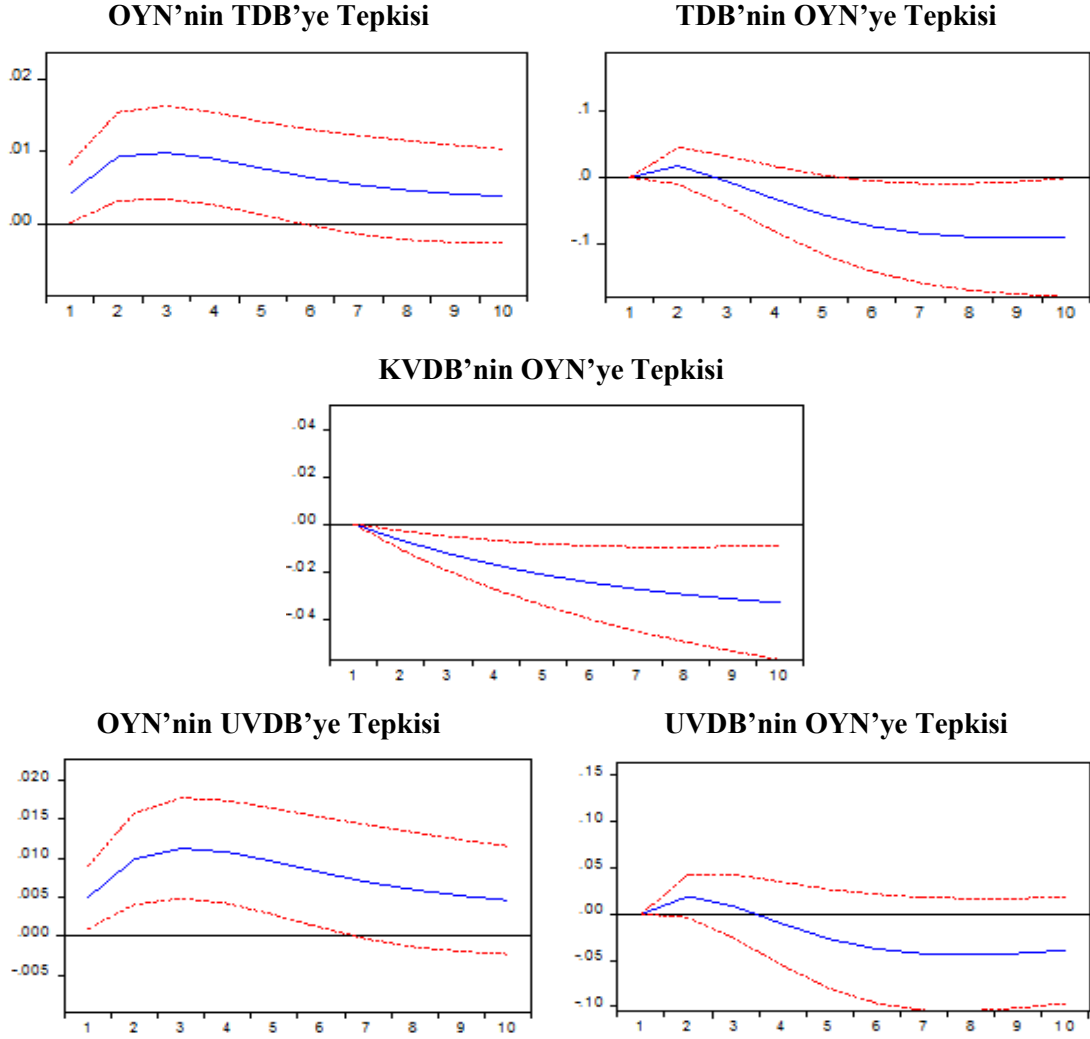 OYN’nin TDB’ye Tepkisi
TDB’nin OYN’ye Tepkisi
.02
.01
.00
1 2 3 4 5 6 7 8 9 10
.1
.0
-.1
1 2 3 4 5 6 7 8 9 10
KVDB’nin OYN’ye Tepkisi
.04
.02
.00
-.02
-.04
1 2 3 4 5 6 7 8 9 10
OYN’nin UVDB’ye Tepkisi
UVDB’nin OYN’ye Tepkisi
.020
.015
.010
.005
.000
-.005
1 2 3 4 5 6 7 8 9 10
.15
.10
.05
.00
-.05
-.10
1 2 3 4 5 6 7 8 9 10